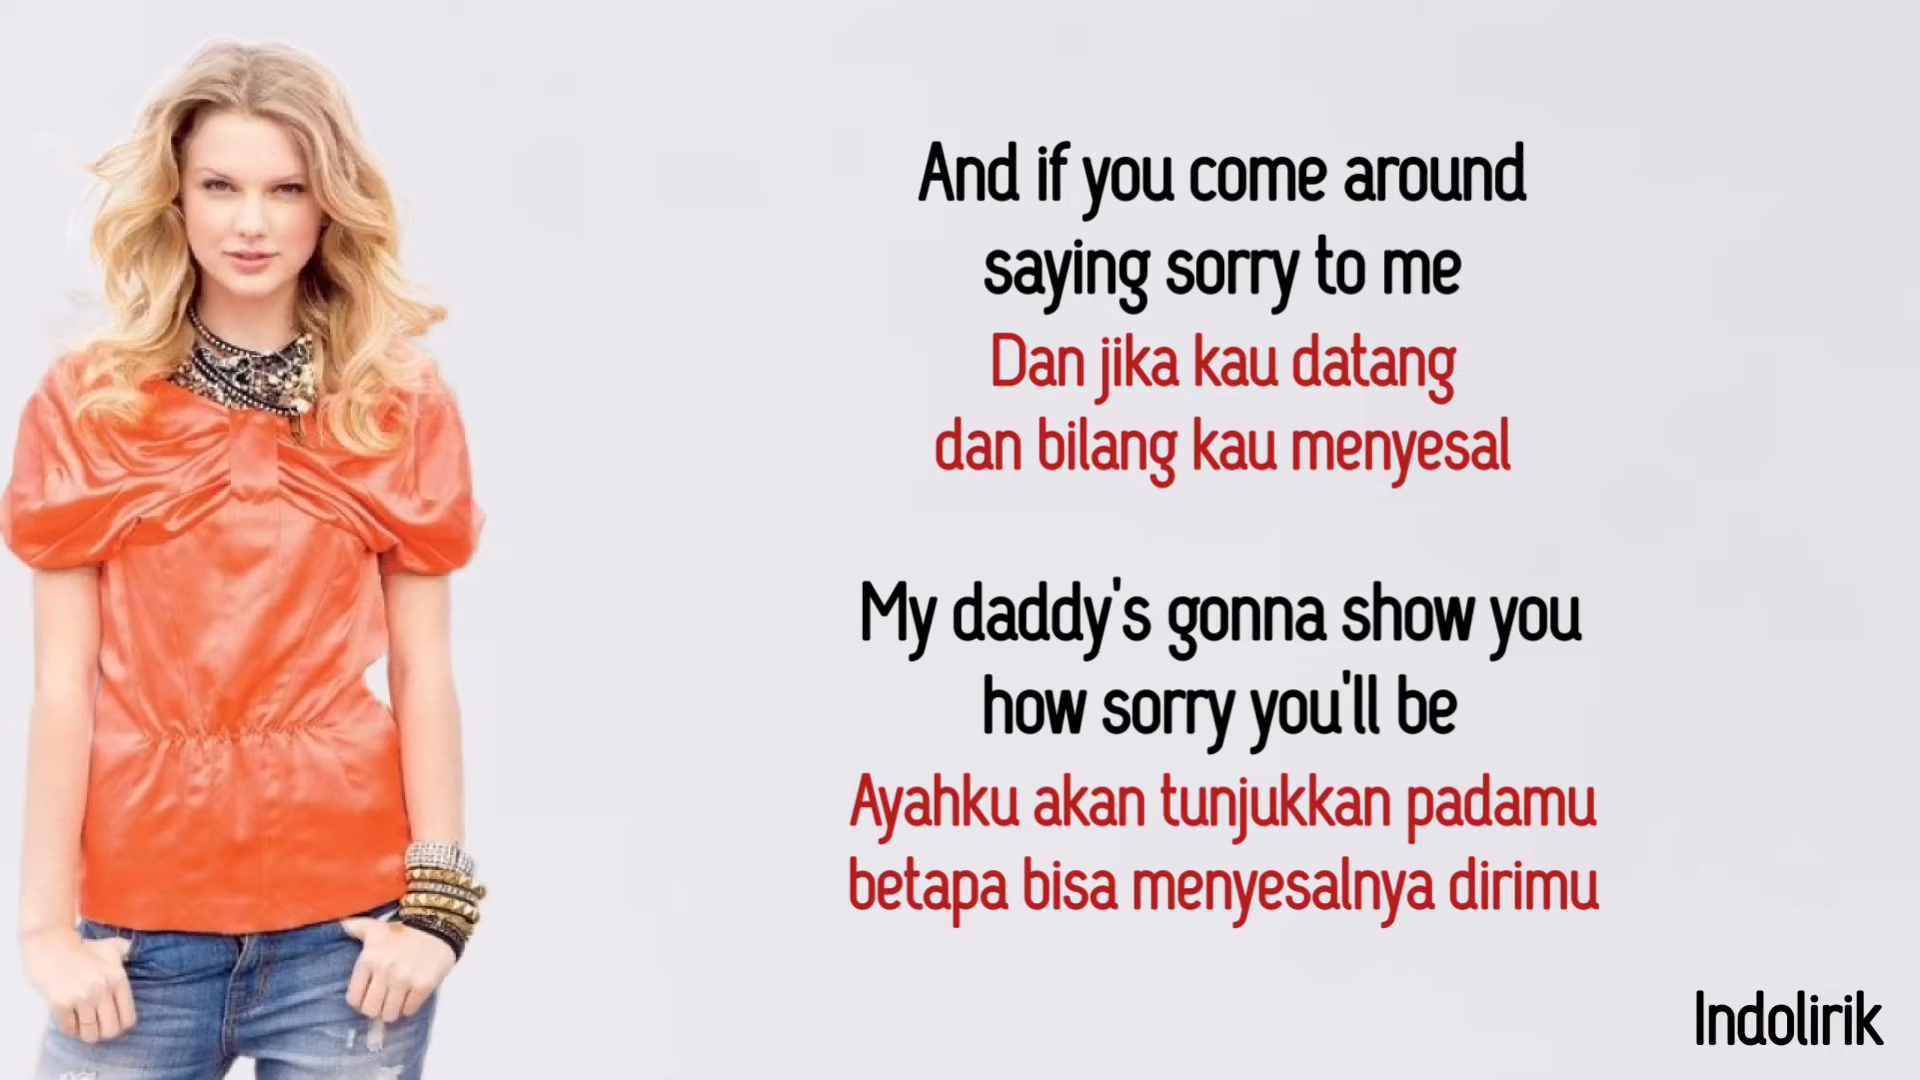 And if you come around
saying sorry to me
Dan jika kau datang
dan bilang kau menyesal
My daddy's gonna show you
how sorry you'll be
Ayahku akan tunjukkan padamu
betapa bisa menyesalnya dirimu
Indolirik